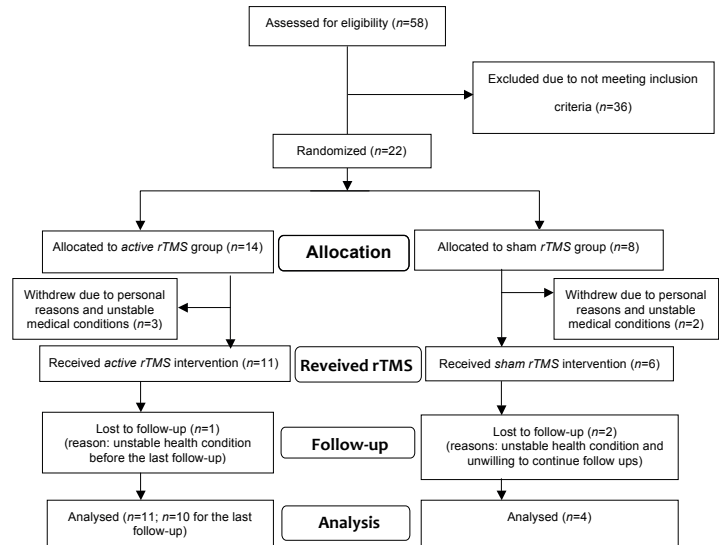 Assessed for eligibility (n=58)
Excluded due to not meeting inclusion
criteria (n=36)
Randomized (n=22)
Allocated to active rTMS group (n=14)
Allocation
Allocated to sham rTMS group (n=8)
Withdrew due to personal
reasons and unstable
medical conditions (n=3)
Withdrew due to personal
reasons and unstable
medical conditions (n=2)
Received active rTMS intervention (n=11)
Reveived rTMS
Received sham rTMS intervention (n=6)
Lost to follow-up (n=1)
(reason: unstable health condition
before the last follow-up)
Follow-up
Lost to follow-up (n=2)
(reasons: unstable health condition and
unwilling to continue follow ups)
Analysed (n=11; n=10 for the last
follow-up)
Analysis
Analysed (n=4)